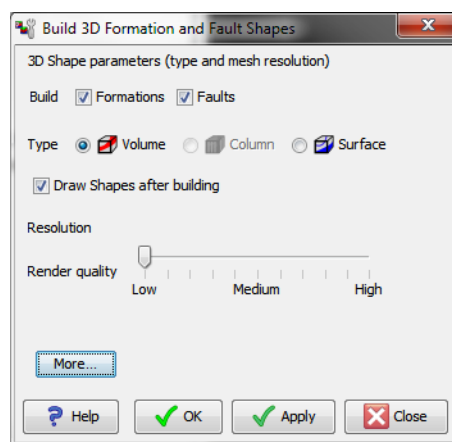 Build 3D Formation and Fault Shapes
3D Shape parameters (type and mesh resolution)
Build Formations Faults
Type Volume Column Surface
Draw Shapes after building
Resolution
Render quality
Low Medium High
More...
Help OK Apply Close